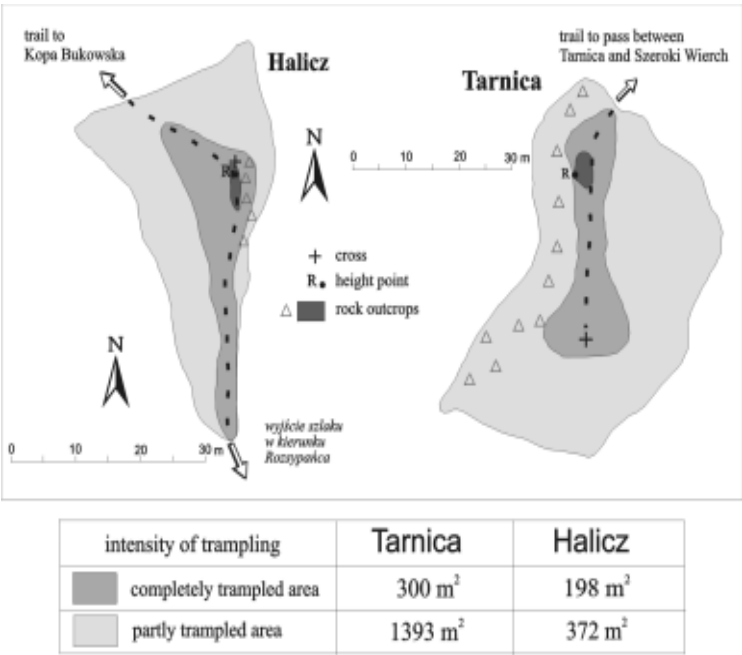 trail to
Kopa Bukowska
Halicz
Tarnica
trail to pass between
Tarnica and Szeroki Wierch
N
0 10 20 30 m
R
R
+ cross
R. height point
rock outcrops
N
0 10 20 30 m
wyjście szlaku
w kierunku
Rozsypańca
intensity of trampling Tarnica Halicz
completely trampled area 300 m² 198 m²
partly trampled area 1393 m² 372 m²